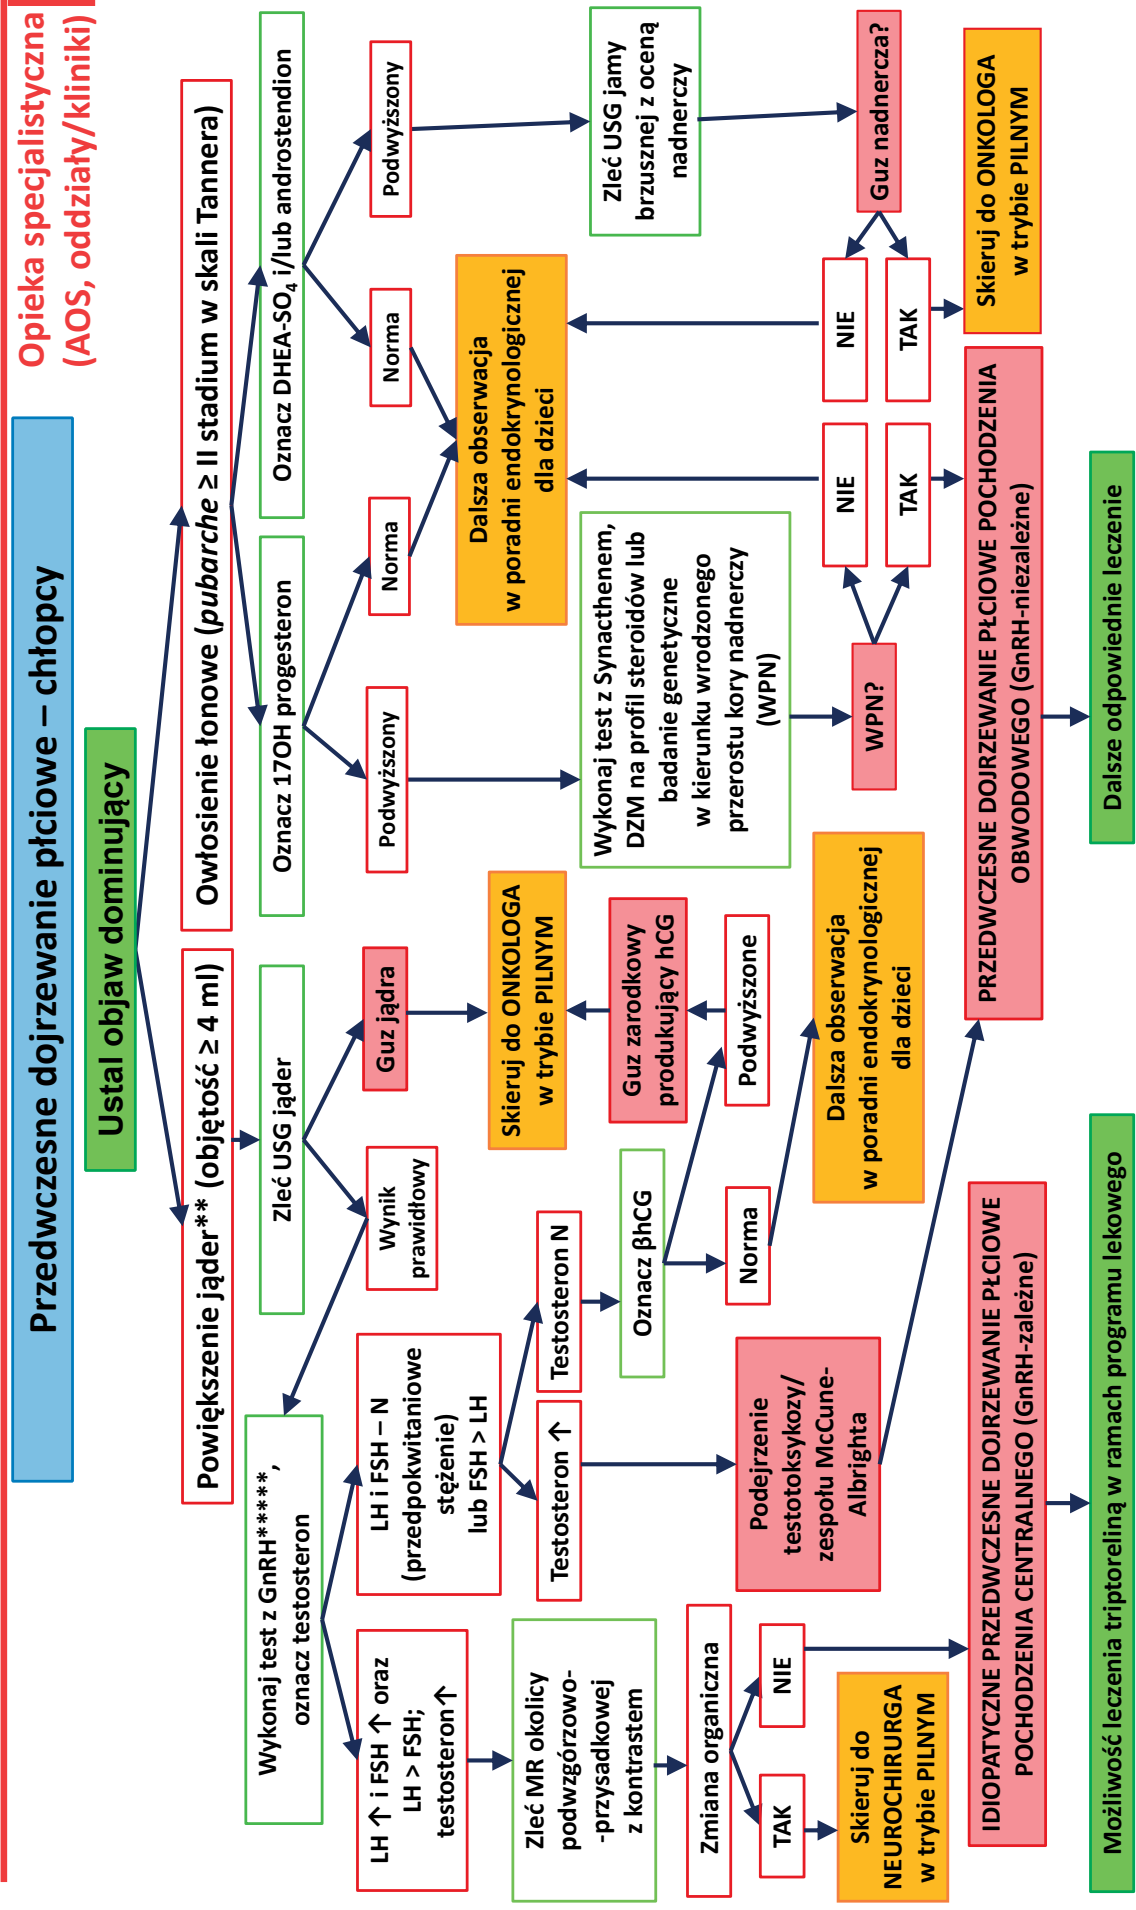 Opieka specjalistyczna
(AOS, oddziały/kliniki)
Przedwczesne dojrzewanie płciowe – chłopcy
Ustal objaw dominujący
Powiększenie jąder** (objętość ≥ 4 ml)
Owłosienie łonowe (pubarche ≥ II stadium w skali Tannera)
Zleć USG jąder
Oznacz 17OH progesteron
Oznacz DHEA-SO4 i/lub androstendion
Wykonaj test z GnRH*****,
oznacz testosteron
Wynik
prawidłowy
Guz jądra
Podwyższony
Norma
Norma
Podwyższony
LH ↑ i FSH ↑ oraz
LH > FSH;
testosteron↑
LH i FSH – N
(przedpokwitaniowe
stężenie)
lub FSH > LH
Skieruj do ONKOLOGA
w trybie PILNYM
Dalsza obserwacja
w poradni endokrynologicznej
dla dzieci
Zleć MR okolicy
podwzgórzowo-
-przysadkowej
z kontrastem
Testosteron ↑
Testosteron N
Oznacz βhCG
Guz zarodkowy
produkujący hCG
Wykonaj test z Synacthenem,
DZM na profil steroidów lub
badanie genetyczne
w kierunku wrodzonego
przerostu kory nadnerczy
(WPN)
Zleć USG jamy
brzusznej z oceną
nadnerczy
Zmiana organiczna
Podejrzenie
testotoksykozy/
zespołu McCune-
Albrighta
Norma
Podwyższone
TAK
NIE
Skieruj do
NEUROCHIRURGA
w trybie PILNYM
Dalsza obserwacja
w poradni endokrynologicznej
dla dzieci
WPN?
NIE
TAK
NIE
TAK
Guz nadnercza?
IDIOPATYCZNE PRZEDWCZESNE DOJRZEWANIE PŁCIOWE
POCHODZENIA CENTRALNEGO (GnRH-zależne)
PRZEDWCZESNE DOJRZEWANIE PŁCIOWE POCHODZENIA
OBWODOWEGO (GnRH-niezależne)
Skieruj do ONKOLOGA
w trybie PILNYM
Możliwość leczenia triptoreliną w ramach programu lekowego
Dalsze odpowiednie leczenie